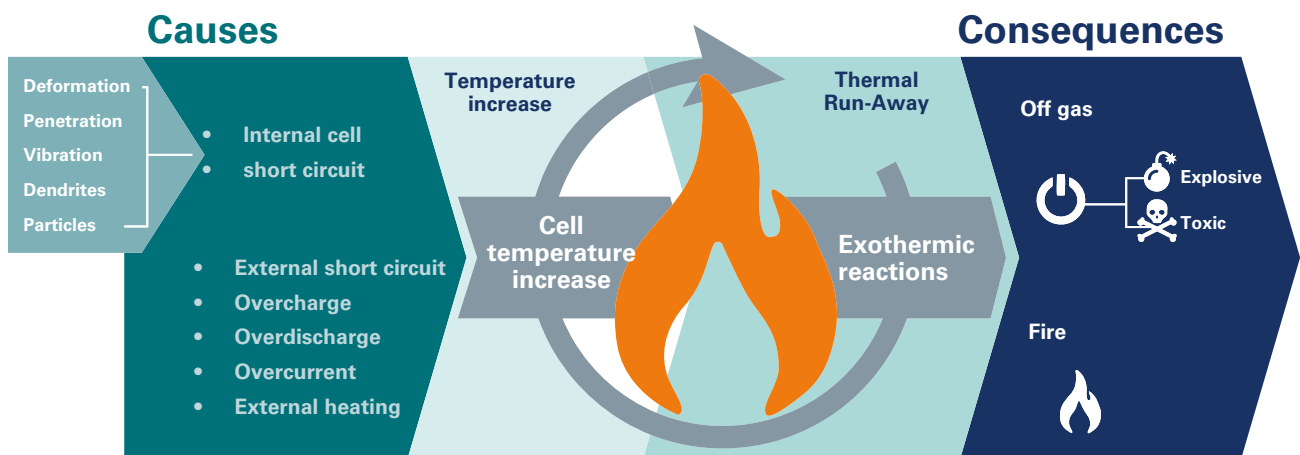 Causes
Consequences
Deformation
Penetration
Vibration
Dendrites
Particles
• Internal cell
• short circuit
• External short circuit
• Overcharge
• Overdischarge
• Overcurrent
• External heating
Temperature
increase
Cell
temperature
increase
Thermal
Run-Away
Exothermic
reactions
Off gas
Explosive
Toxic
Fire